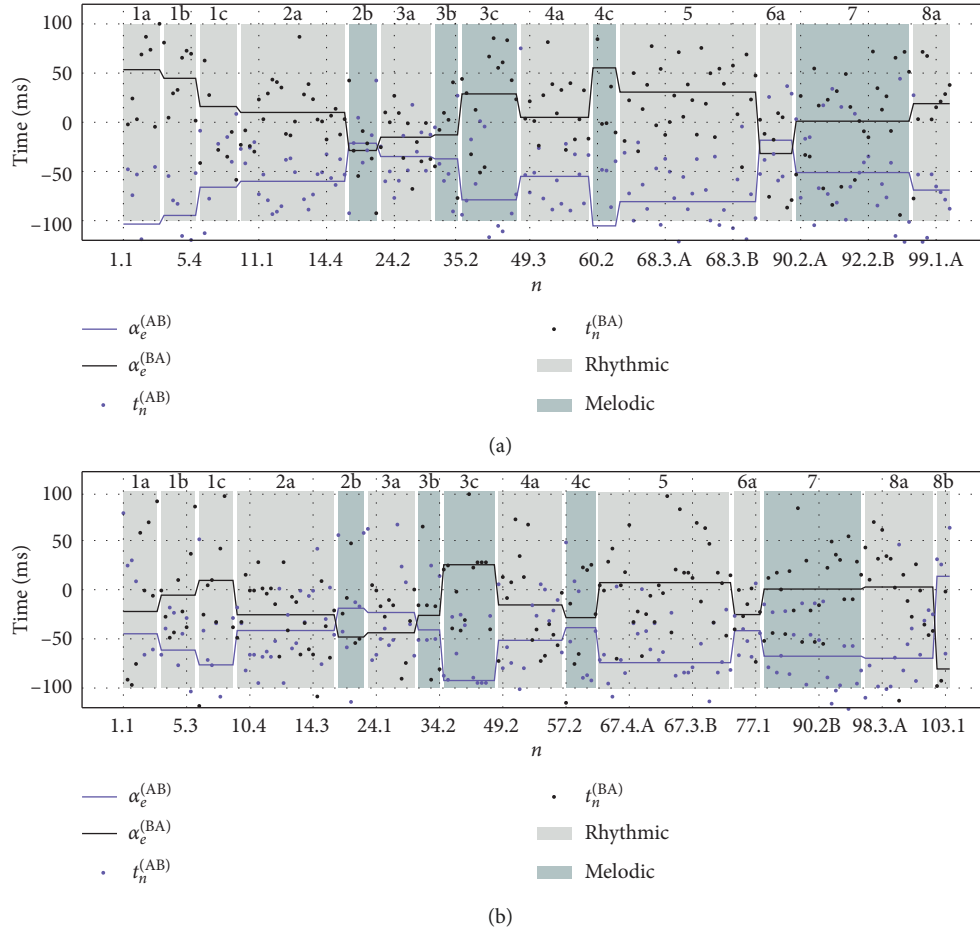 1a 1b 1c 2a 2b 3a 3b 3c 4a 4c 5 6a 7 8a
100
50
0
−50
−100
Time (ms)
1.1 5.4 11.1 14.4 24.2 35.2 49.3 60.2 68.3.A 68.3.B 90.2.A 92.2.B 99.1.A
n
α_e^(AB)
α_e^(BA)
t_n^(AB)
t_n^(BA)
Rhythmic
Melodic
(a)
1a 1b 1c 2a 2b 3a 3b 3c 4a 4c 5 6a 7 8a 8b
100
50
0
−50
−100
Time (ms)
1.1 5.3 10.4 14.3 24.1 34.2 49.2 57.2 67.4.A 67.3.B 77.1 90.2B 98.3.A 103.1
n
α_e^(AB)
α_e^(BA)
t_n^(AB)
t_n^(BA)
Rhythmic
Melodic
(b)